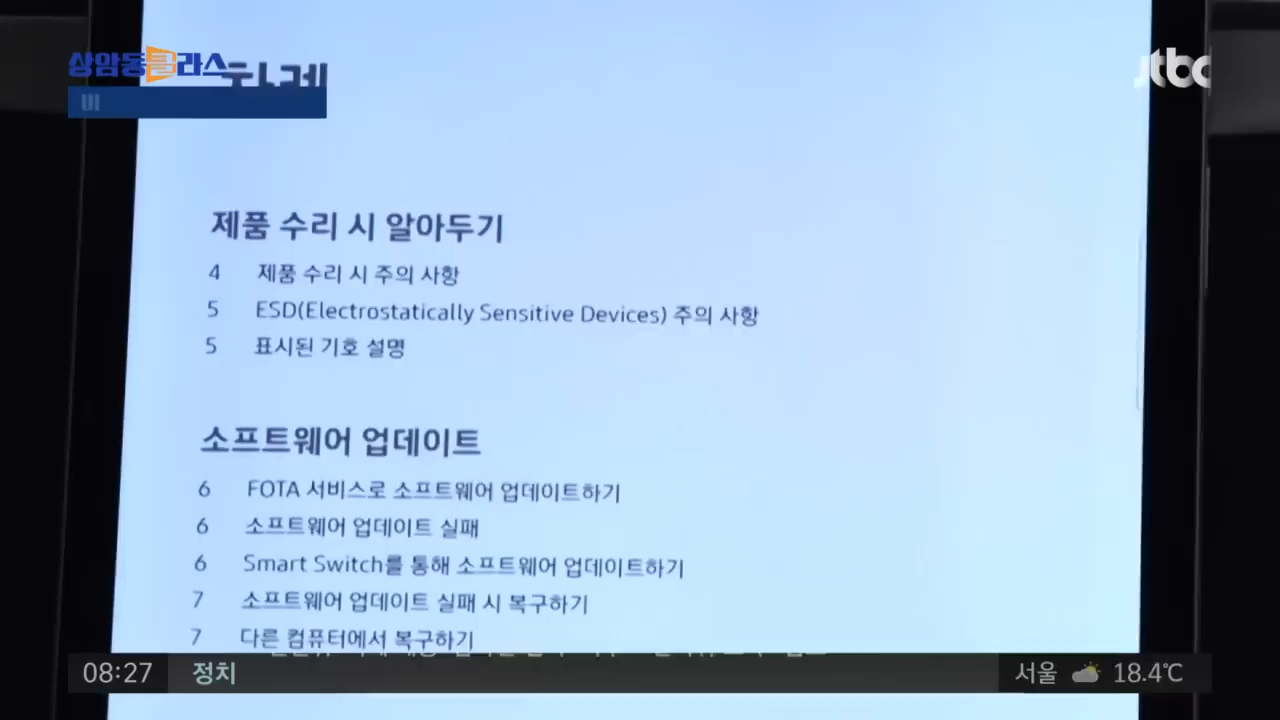 상암동클라스
jtbc
차례
비
제품 수리 시 알아두기
4 제품 수리 시 주의 사항
5 ESD(Electrostatically Sensitive Devices) 주의 사항
5 표시된 기호 설명
소프트웨어 업데이트
6 FOTA 서비스로 소프트웨어 업데이트하기
6 소프트웨어 업데이트 실패
6 Smart Switch를 통해 소프트웨어 업데이트하기
7 소프트웨어 업데이트 실패 시 복구하기
7 다른 컴퓨터에서 복구하기
08:27 정치 서울 18.4℃